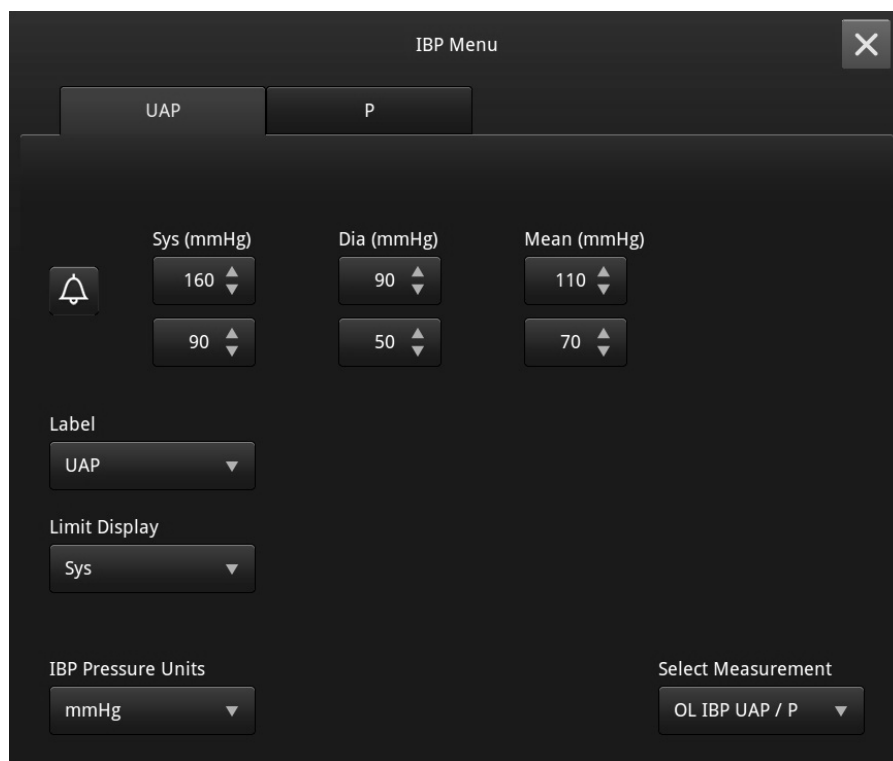 IBP Menu
UAP P
Sys (mmHg) Dia (mmHg) Mean (mmHg)
160 90 110
90 50 70
Label
UAP
Limit Display
Sys
IBP Pressure Units Select Measurement
mmHg OL IBP UAP / P